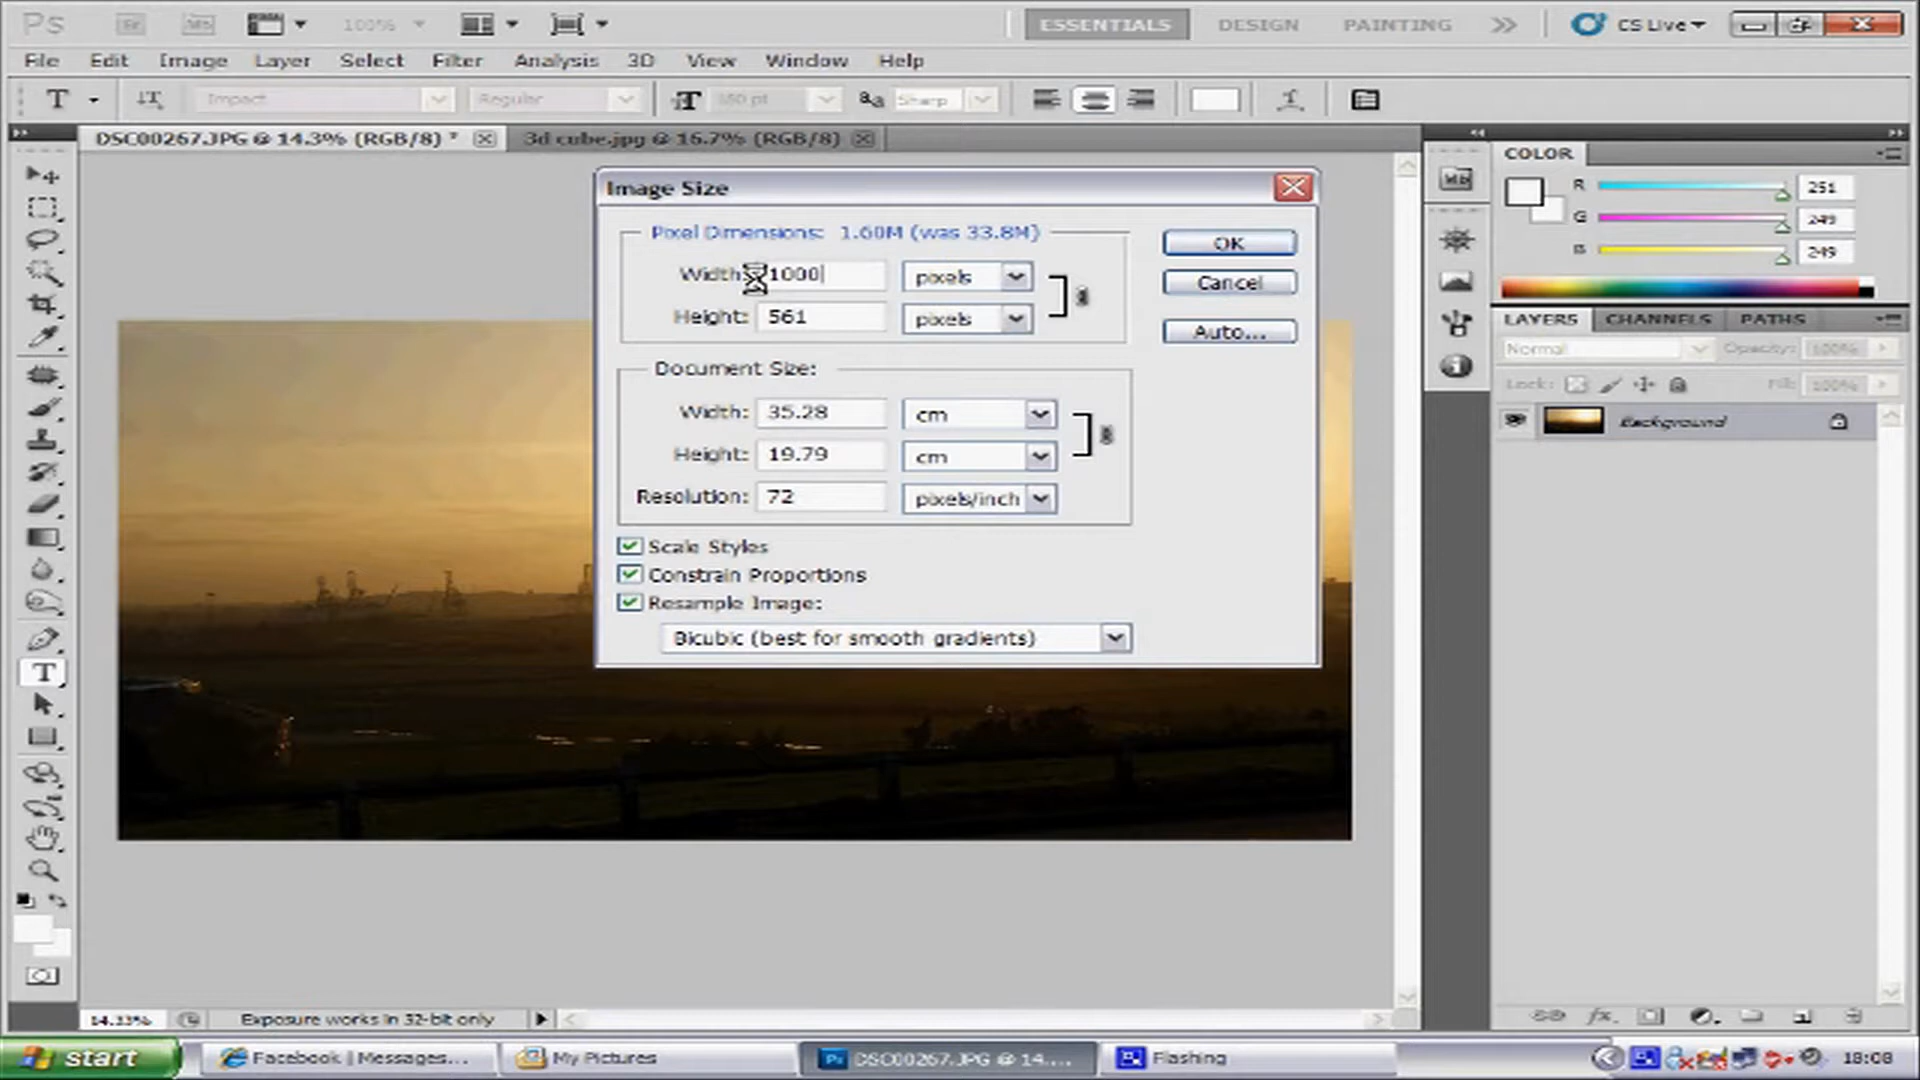 Ps Br Mb 100% ESSENTIALS DESIGN PAINTING CS Live
File Edit Image Layer Select Filter Analysis 3D View Window Help
T Impact Regular 180 pt aa Sharp
DSC00267.JPG @ 14.3% (RGB/8) * 3d cube.jpg @ 16.7% (RGB/8)
Image Size
Pixel Dimensions: 1.60M (was 33.8M)
Width: 1000 pixels
Height: 561 pixels
OK
Cancel
Auto...
Document Size:
Width: 35.28 cm
Height: 19.79 cm
Resolution: 72 pixels/inch
Scale Styles
Constrain Proportions
Resample Image:
Bicubic (best for smooth gradients)
COLOR
R 251
G 249
B 249
LAYERS CHANNELS PATHS
Normal Opacity: 100%
Lock: Fill: 100%
Background
14.33% Exposure works in 32-bit only
start Facebook | Messages... My Pictures Ps DSC00267.JPG @ 14.... Flashing 18:08